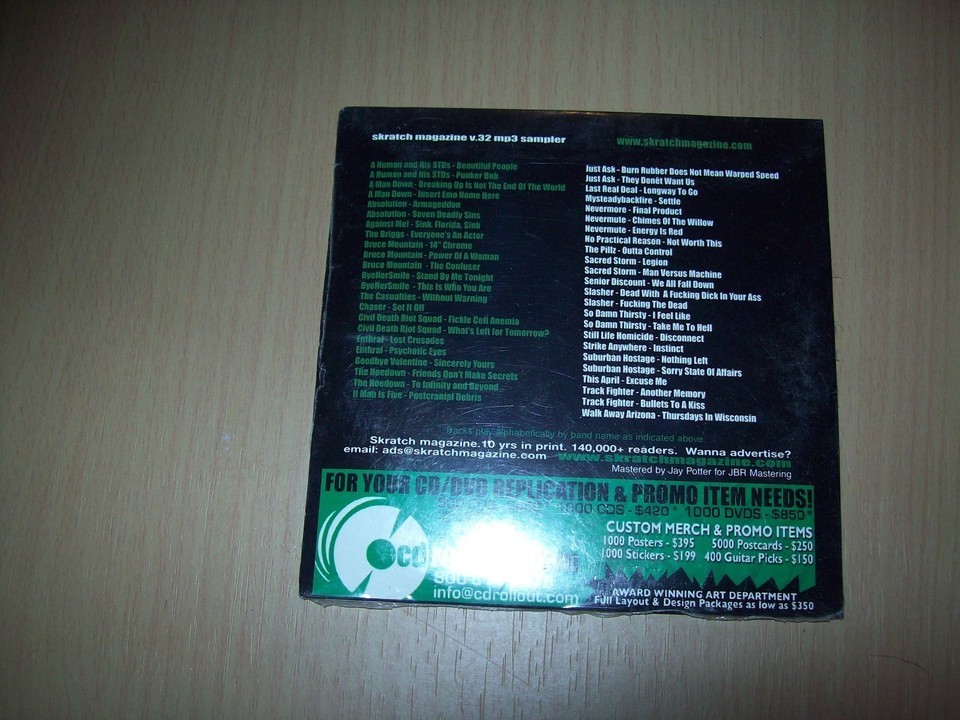 skratch magazine v.32 mp3 sampler
www.skratchmagazine.com
A Human and His STDs - Beautiful People
A Human and His STDs - Punker Bob
A Man Down - Breaking Up Is Not The End Of The World
A Man Down - Insert Emo Name Here
Absolution - Armageddon
Absolution - Seven Deadly Sins
Against Me! - Sink, Florida, Sink
The Briggs - Everyone's An Actor
Bruce Mountain - 14" Chrome
Bruce Mountain - Power Of A Woman
Bruce Mountain - The Confuser
ByeHerSmile - Stand By Me Tonight
ByeHerSmile - This Is Who You Are
The Casualties - Without Warning
Chaser - Set It Off
Civil Death Riot Squad - Fickle Cell Anemia
Civil Death Riot Squad - What's Left for Tomorrow?
Enthral - Lost Crusades
Enthral - Psychotic Eyes
Goodbye Valentine - Sincerely Yours
The Hoedown - Friends Don't Make Secrets
The Hoedown - To Infinity and Beyond
If Man Is Five - Postcranial Debris
Just Ask - Burn Rubber Does Not Mean Warped Speed
Just Ask - They Donêt Want Us
Last Real Deal - Longway To Go
Mysteadybackfire - Settle
Nevermore - Final Product
Nevermute - Chimes Of The Willow
Nevermute - Energy Is Red
No Practical Reason - Not Worth This
The Pillz - Outta Control
Sacred Storm - Legion
Sacred Storm - Man Versus Machine
Senior Discount - We All Fall Down
Slasher - Dead With A Fucking Dick In Your Ass
Slasher - Fucking The Dead
So Damn Thirsty - I Feel Like
So Damn Thirsty - Take Me To Hell
Still Life Homicide - Disconnect
Strike Anywhere - Instinct
Suburban Hostage - Nothing Left
Suburban Hostage - Sorry State Of Affairs
This April - Excuse Me
Track Fighter - Another Memory
Track Fighter - Bullets To A Kiss
Walk Away Arizona - Thursdays In Wisconsin
Tracks play alphabetically by band name as indicated above
Skratch magazine.10 yrs in print. 140,000+ readers. Wanna advertise?
email: ads@skratchmagazine.com www.skratchmagazine.com
Mastered by Jay Potter for JBR Mastering
FOR YOUR CD/DVD REPLICATION & PROMO ITEM NEEDS!
1000 CDS - $420* 1000 DVDS - $850*
CUSTOM MERCH & PROMO ITEMS
1000 Posters - $395 5000 Postcards - $250
1000 Stickers - $199 400 Guitar Picks - $150
CD
info@cdrollout.com
AWARD WINNING ART DEPARTMENT
Full Layout & Design Packages as low as $350